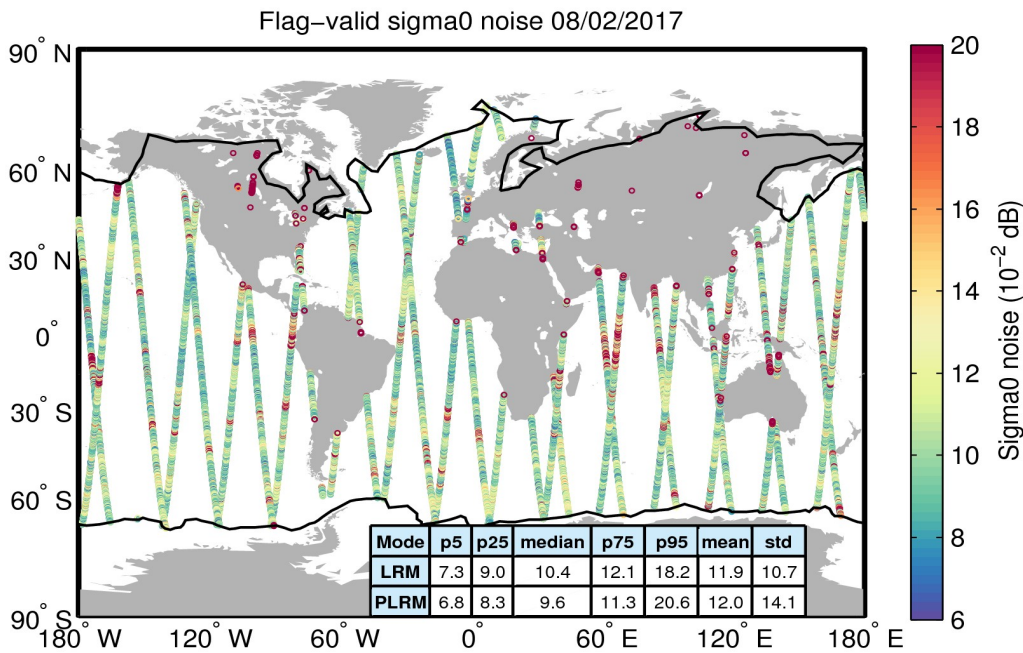 Flag−valid sigma0 noise 08/02/2017
90° N
60° N
30° N
0°
30° S
60° S
90° S
180° W 120° W 60° W 0° 60° E 120° E 180° E
Mode p5 p25 median p75 p95 mean std
LRM 7.3 9.0 10.4 12.1 18.2 11.9 10.7
PLRM 6.8 8.3 9.6 11.3 20.6 12.0 14.1
20
18
16
14
12
10
8
6
Sigma0 noise (10⁻² dB)